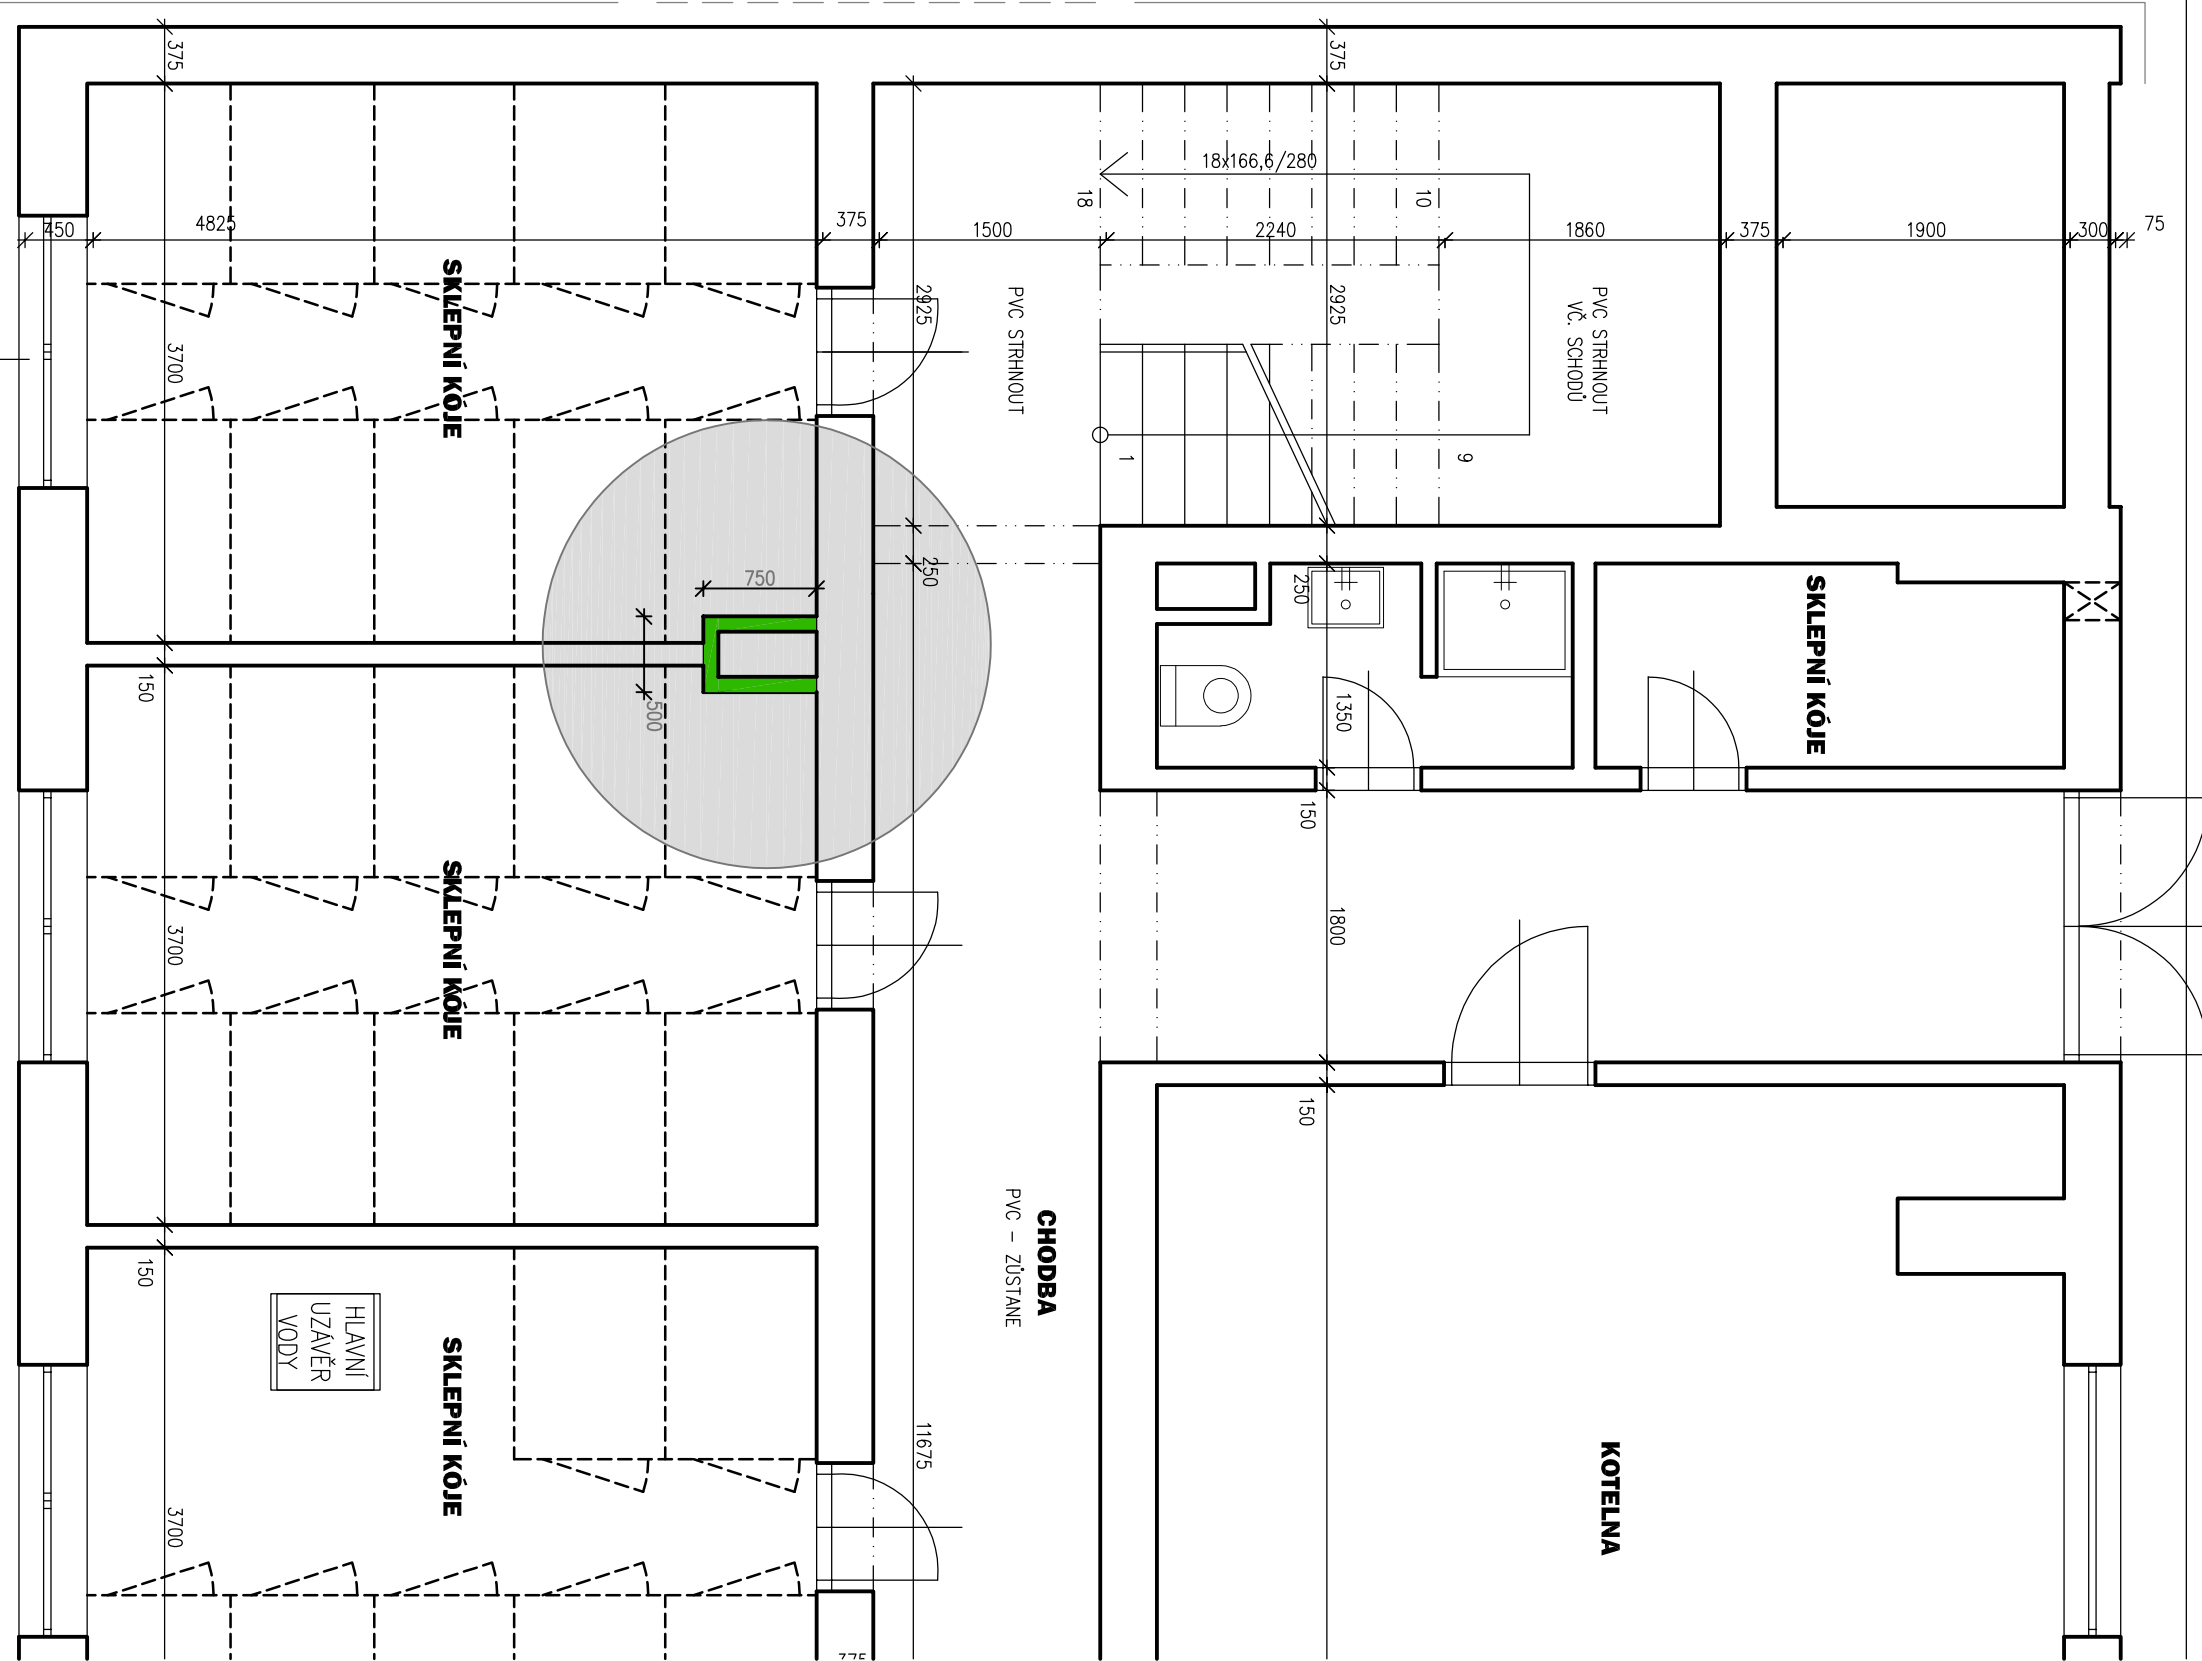 375
375
18x166,6/280
18
10
450
4825
375
1500
2240
1860
375
1900
300
75
SKLEPNÍ KÓJE
3700
2925
PVC STRHNOUT
2925
PVC STRHNOUT
VČ. SCHODŮ
1
9
750
250
250
SKLEPNÍ KÓJE
150
500
1350
150
SKLEPNÍ KÓJE
3700
1800
150
CHODBA
PVC – ZŮSTANE
150
HLAVNÍ
UZÁVĚR
VODY
SKLEPNÍ KÓJE
11675
KOTELNA
3700
375